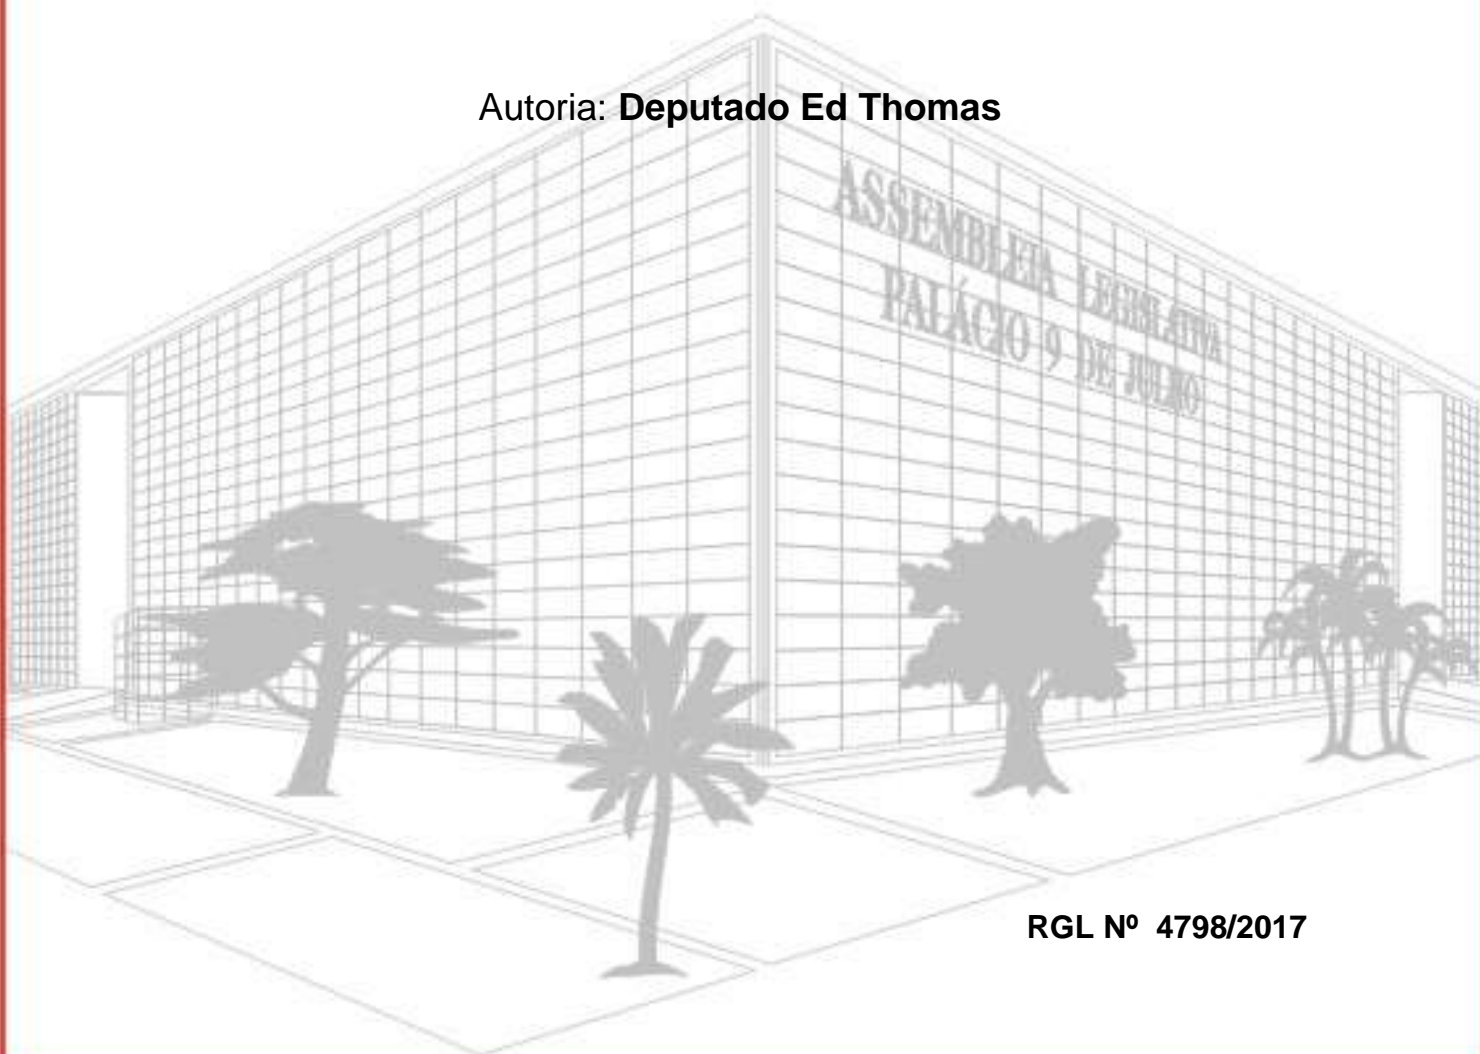 Autoria: Deputado Ed Thomas
ASSEMBLEIA LEGISLATIVA
PALÁCIO 9 DE JULHO
RGL Nº 4798/2017